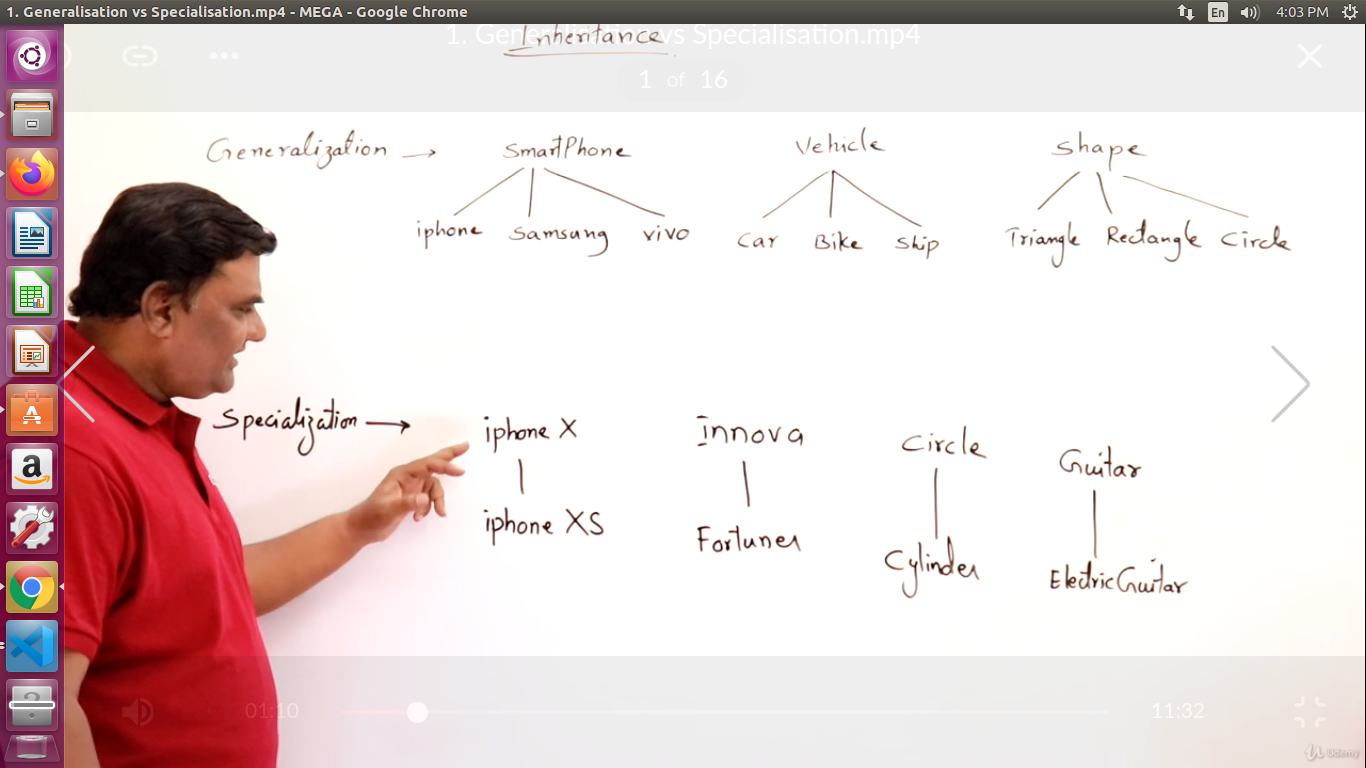 1. Generalisation vs Specialisation.mp4 - MEGA - Google Chrome
En
4:03 PM
1. Generalisation vs Specialisation.mp4
Inheritance
1 of 16
Generalization → SmartPhone Vehicle Shape
iphone Samsung vivo Car Bike Ship Triangle Rectangle Circle
Specialization → iphone X Innova Circle Guitar
iphone XS Fortuner Cylinder ElectricGuitar
01:10
11:32
Udemy